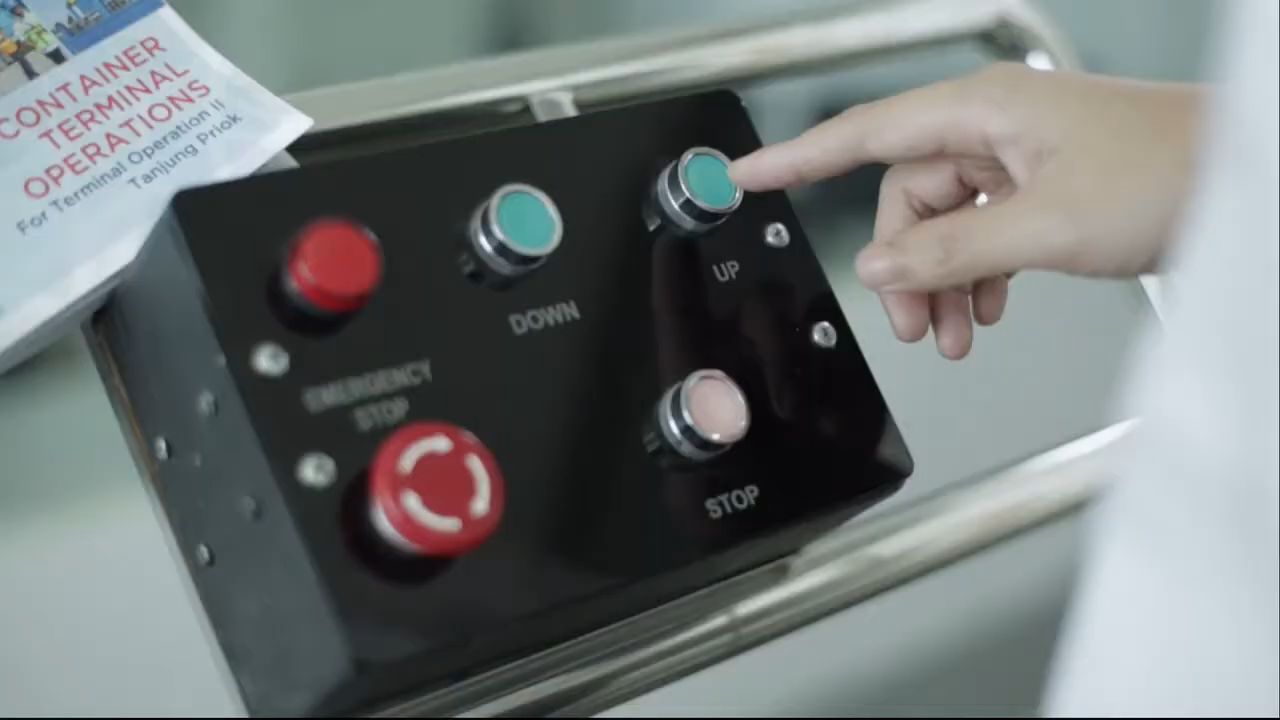 CONTAINER
TERMINAL
OPERATIONS
For Terminal Operation II
Tanjung Priok
UP
DOWN
EMERGENCY
STOP
STOP